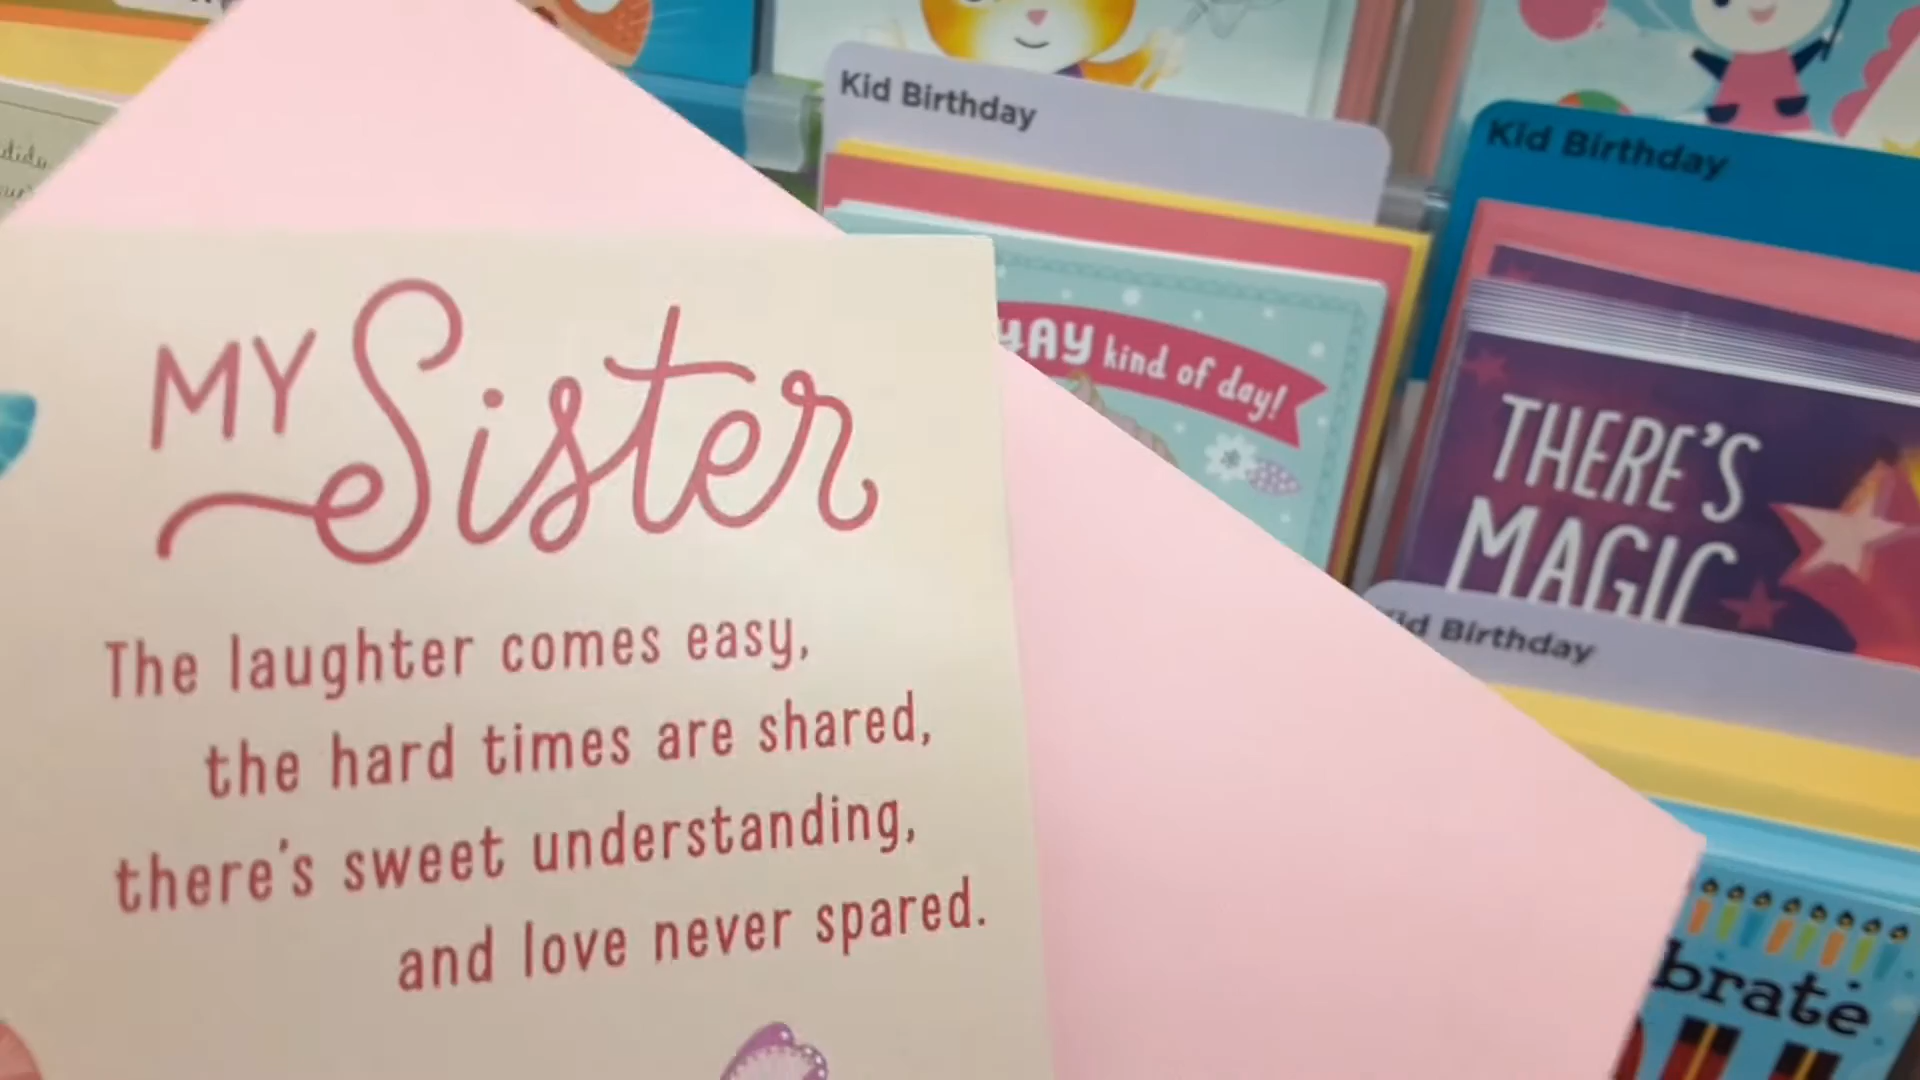 MY Sister
The laughter comes easy,
the hard times are shared,
there's sweet understanding,
and love never spared.
Kid Birthday
kind of day!
Kid Birthday
THERE'S
MAGIC
Birthday